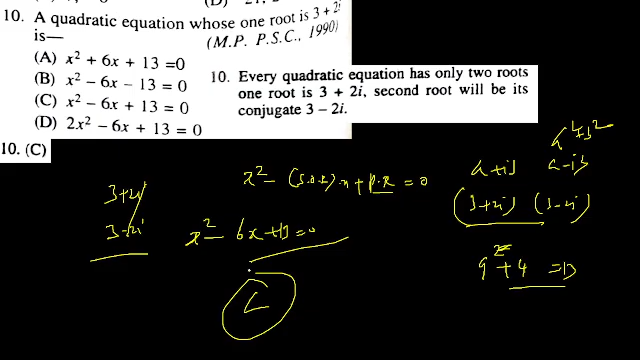 10. A quadratic equation whose one root is 3 + 2i
is—
(M.P. P.S.C., 1990)
(A) x² + 6x + 13 = 0
(B) x² − 6x − 13 = 0
(C) x² − 6x + 13 = 0
(D) 2x² − 6x + 13 = 0
10. (C)
10. Every quadratic equation has only two roots
one root is 3 + 2i, second root will be its
conjugate 3 − 2i.
3+2i
3-2i
x² - (S.O.R).x + P.R = 0
x² - 6x+13=0
C
a²+b²
a+ib a-ib
(3+2i) (3-2i)
9 + 4 = 13